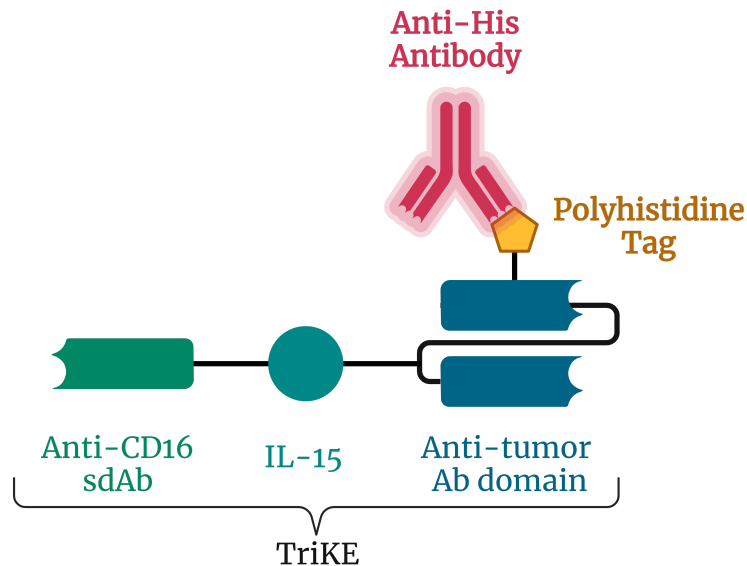 Anti-His
Antibody
Polyhistidine
Tag
Anti-CD16
sdAb
IL-15
Anti-tumor
Ab domain
TriKE